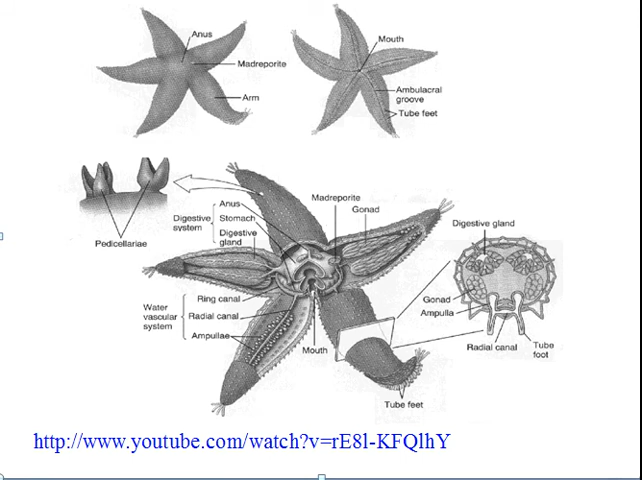 Anus
Madreporite
Arm
Mouth
Ambulacral
groove
Tube feet
Pedicellariae
Digestive
system
Anus
Stomach
Digestive
gland
Madreporite
Gonad
Water
vascular
system
Ring canal
Radial canal
Ampullae
Mouth
Tube feet
Digestive gland
Gonad
Ampulla
Radial canal
Tube
foot
http://www.youtube.com/watch?v=rE8l-KFQlhY